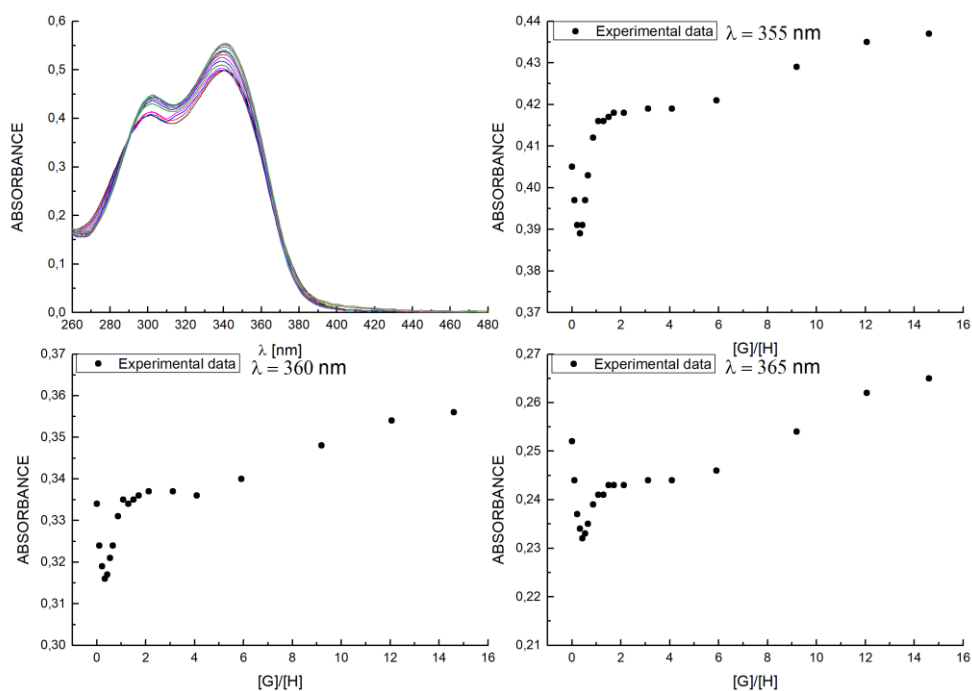 0,6
0,5
0,4
0,3
0,2
0,1
0,0
ABSORBANCE
260 280 300 320 340 360 380 400 420 440 460 480
λ [nm]
Experimental data
λ = 355 nm
0,44
0,43
0,42
0,41
0,40
0,39
0,38
0,37
ABSORBANCE
0 2 4 6 8 10 12 14 16
[G]/[H]
Experimental data
λ = 360 nm
0,37
0,36
0,35
0,34
0,33
0,32
0,31
0,30
ABSORBANCE
0 2 4 6 8 10 12 14 16
[G]/[H]
Experimental data
λ = 365 nm
0,27
0,26
0,25
0,24
0,23
0,22
0,21
ABSORBANCE
0 2 4 6 8 10 12 14 16
[G]/[H]